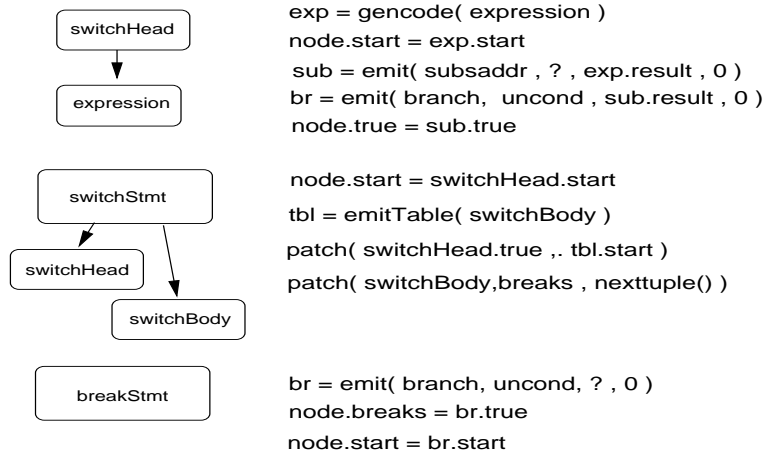 switchHead
expression
exp = gencode( expression )
node.start = exp.start
sub = emit( subsaddr , ? , exp.result , 0 )
br = emit( branch, uncond , sub.result , 0 )
node.true = sub.true
switchStmt
switchHead
switchBody
node.start = switchHead.start
tbl = emitTable( switchBody )
patch( switchHead.true ,. tbl.start )
patch( switchBody,breaks , nexttuple() )
breakStmt
br = emit( branch, uncond, ? , 0 )
node.breaks = br.true
node.start = br.start